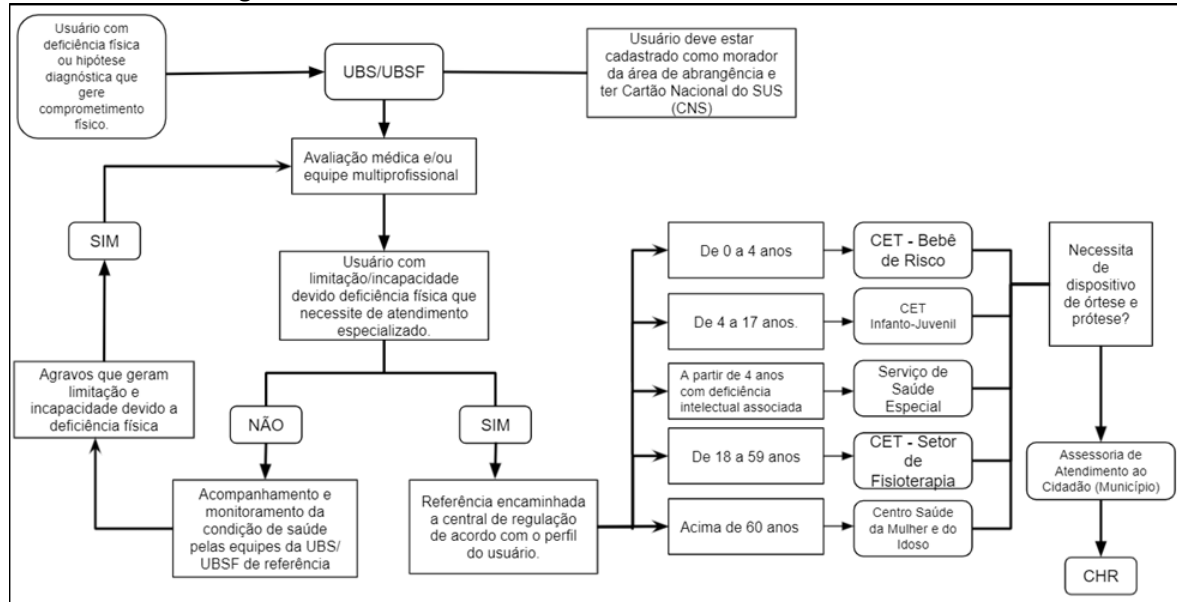 Usuário com
deficiência física
ou hipótese
diagnóstica que
gere
comprometimento
físico.
UBS/UBSF
Usuário deve estar
cadastrado como morador
da área de abrangência e
ter Cartão Nacional do SUS
(CNS)
Avaliação médica e/ou
equipe multiprofissional
SIM
Usuário com
limitação/incapacidade
devido deficiência física que
necessite de atendimento
especializado.
Agravos que geram
limitação e
incapacidade devido a
deficiência física
NÃO
SIM
Acompanhamento e
monitoramento da
condição de saúde
pelas equipes da UBS/
UBSF de referência
Referência encaminhada
a central de regulação
de acordo com o perfil
do usuário.
De 0 a 4 anos
CET - Bebê
de Risco
De 4 a 17 anos.
CET
Infanto-Juvenil
A partir de 4 anos
com deficiência
intelectual associada
Serviço de
Saúde
Especial
De 18 a 59 anos
CET - Setor
de
Fisioterapia
Acima de 60 anos
Centro Saúde
da Mulher e do
Idoso
Necessita
de
dispositivo
de órtese e
prótese?
Assessoria de
Atendimento ao
Cidadão (Município)
CHR